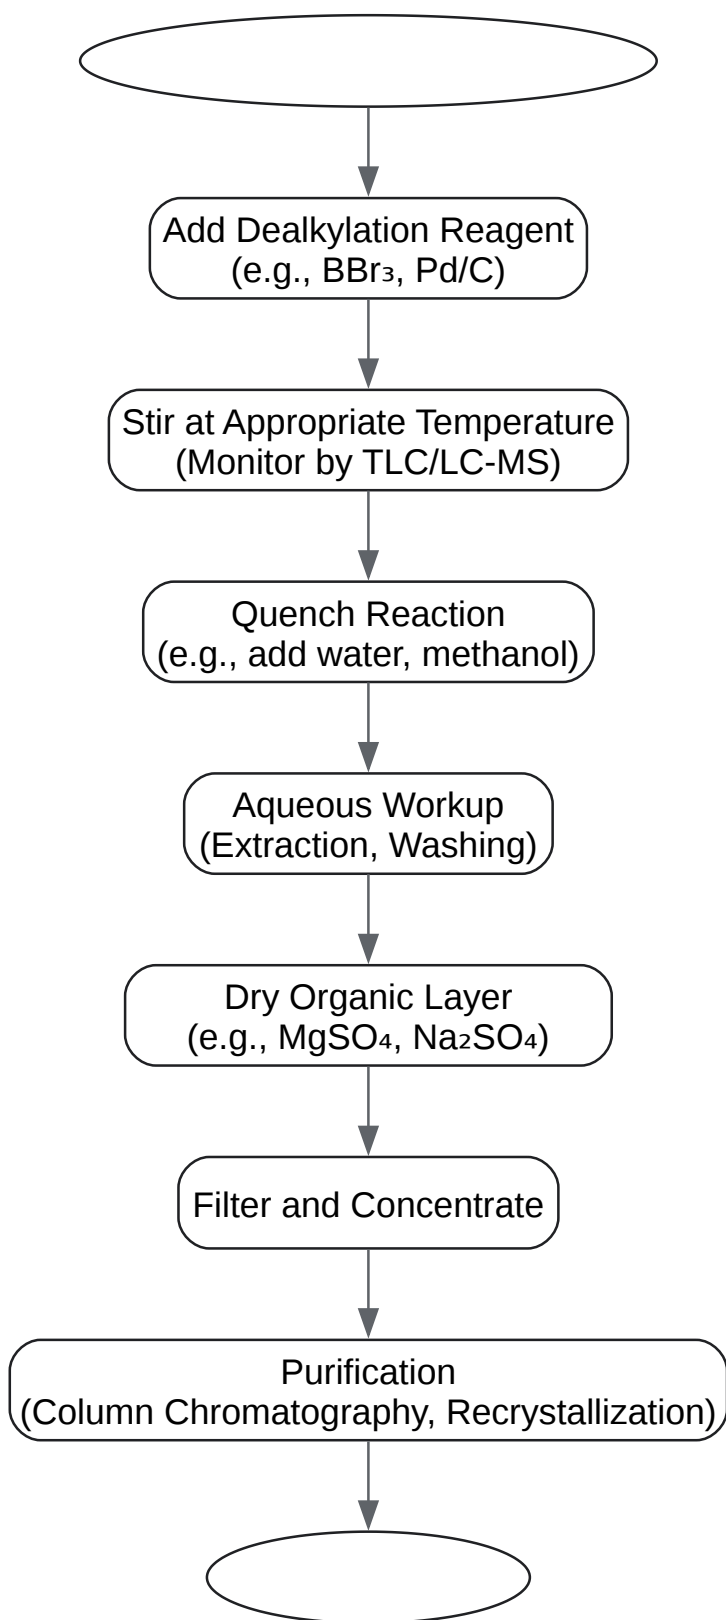 Add Dealkylation Reagent
(e.g., BBr₃, Pd/C)
Stir at Appropriate Temperature
(Monitor by TLC/LC-MS)
Quench Reaction
(e.g., add water, methanol)
Aqueous Workup
(Extraction, Washing)
Dry Organic Layer
(e.g., MgSO₄, Na₂SO₄)
Filter and Concentrate
Purification
(Column Chromatography, Recrystallization)